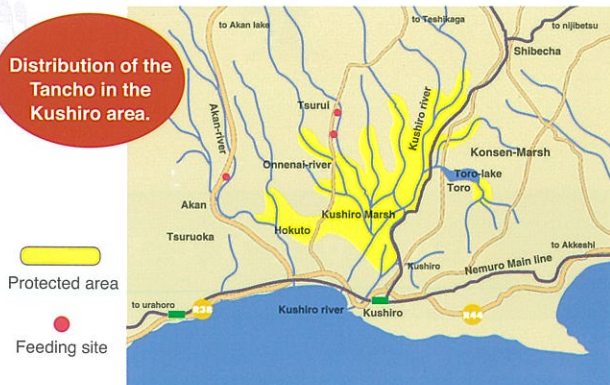 Distribution of the
Tancho in the
Kushiro area.
to Akan lake
to Teshikaga
to nijibetsu
Shibecha
Tsurui
Akan-river
Kushiro river
Onnenai-river
Konsen-Marsh
Toro-lake
Toro
Akan
Kushiro Marsh
Tsuruoka
Hokuto
to Akkeshi
Kushiro
Nemuro Main line
Protected area
to urahoro
R38
Kushiro river
Kushiro
R44
Feeding site